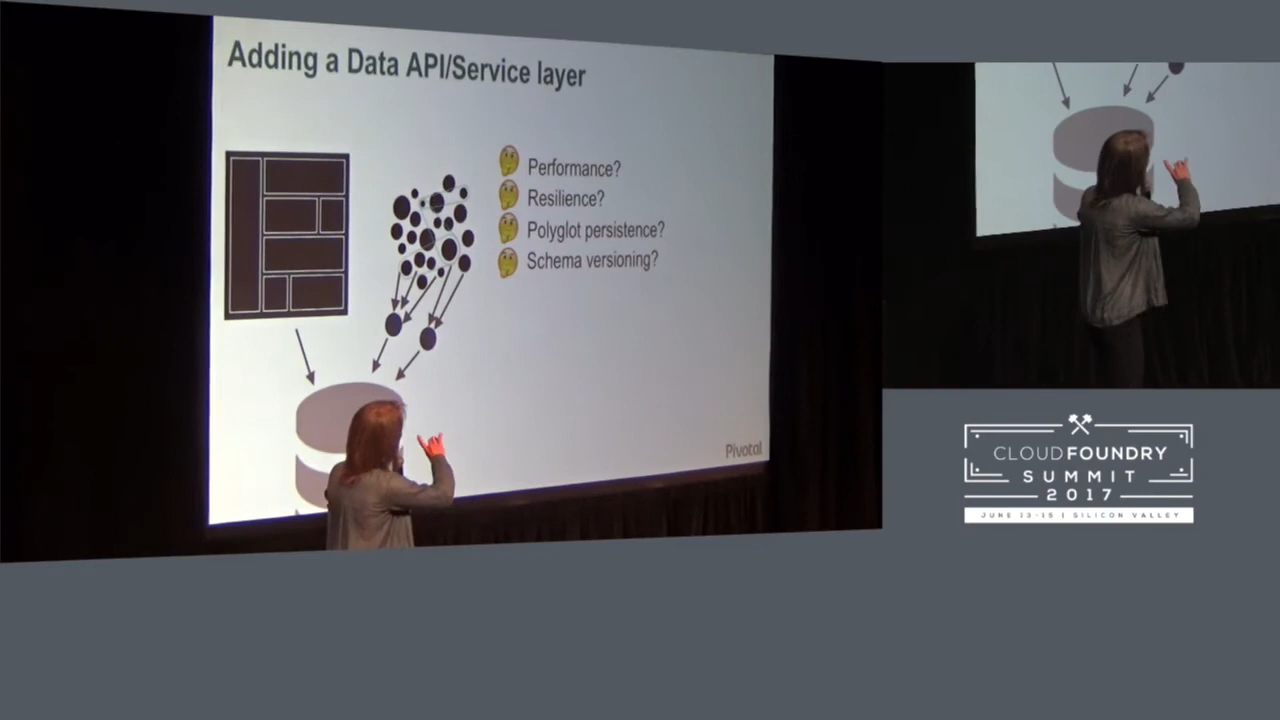 Adding a Data API/Service layer
Performance?
Resilience?
Polyglot persistence?
Schema versioning?
Pivotal
CLOUD FOUNDRY
SUMMIT
2017
JUNE 13-15 | SILICON VALLEY